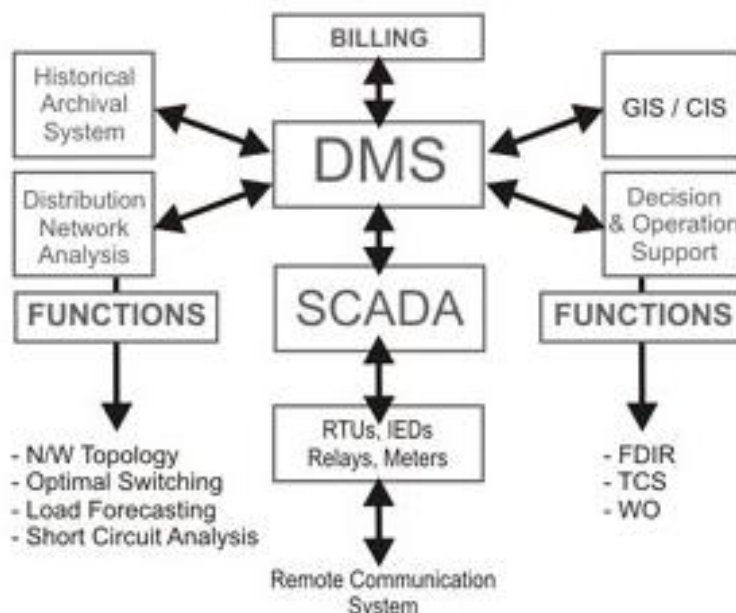 BILLING
Historical
Archival
System
DMS
GIS / CIS
Distribution
Network
Analysis
Decision
& Operation
Support
FUNCTIONS
SCADA
FUNCTIONS
RTUs, IEDs
Relays, Meters
- N/W Topology
- Optimal Switching
- Load Forecasting
- Short Circuit Analysis
- FDIR
- TCS
- WO
Remote Communication
System